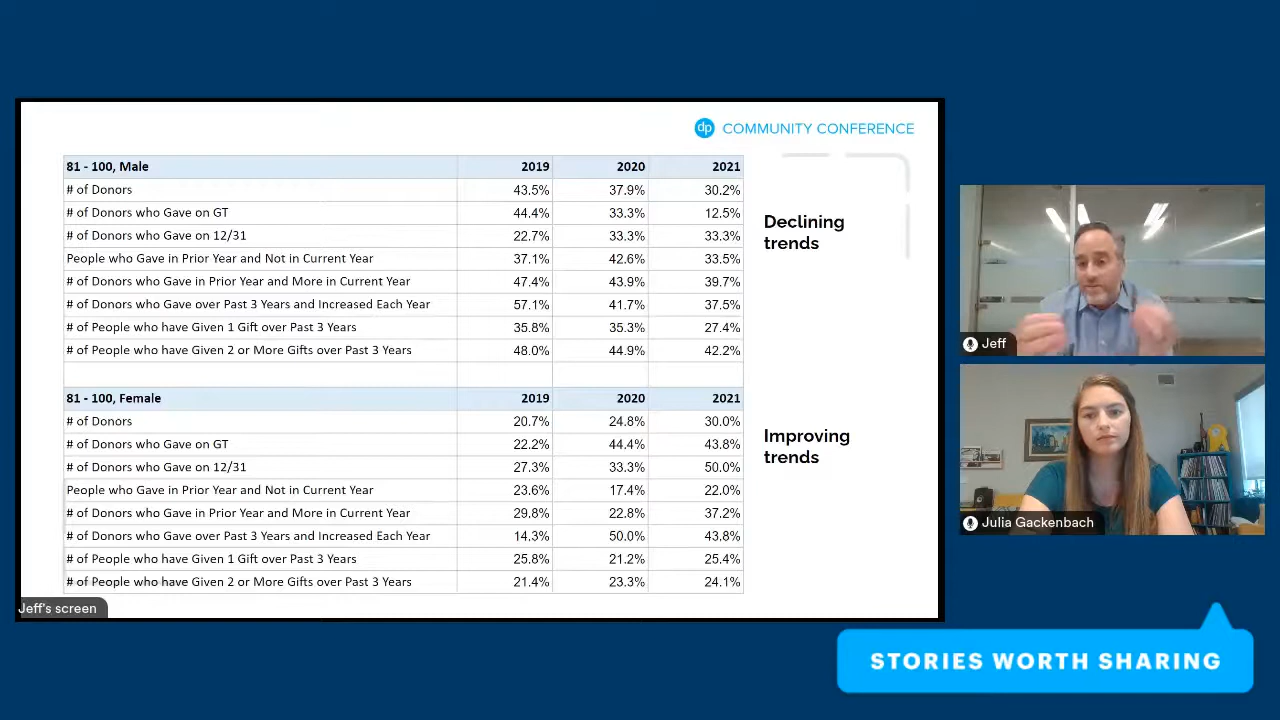 dp COMMUNITY CONFERENCE
81 - 100, Male 2019 2020 2021
# of Donors 43.5% 37.9% 30.2%
# of Donors who Gave on GT 44.4% 33.3% 12.5%
# of Donors who Gave on 12/31 22.7% 33.3% 33.3%
People who Gave in Prior Year and Not in Current Year 37.1% 42.6% 33.5%
# of Donors who Gave in Prior Year and More in Current Year 47.4% 43.9% 39.7%
# of Donors who Gave over Past 3 Years and Increased Each Year 57.1% 41.7% 37.5%
# of People who have Given 1 Gift over Past 3 Years 35.8% 35.3% 27.4%
# of People who have Given 2 or More Gifts over Past 3 Years 48.0% 44.9% 42.2%
Declining
trends
81 - 100, Female 2019 2020 2021
# of Donors 20.7% 24.8% 30.0%
# of Donors who Gave on GT 22.2% 44.4% 43.8%
# of Donors who Gave on 12/31 27.3% 33.3% 50.0%
People who Gave in Prior Year and Not in Current Year 23.6% 17.4% 22.0%
# of Donors who Gave in Prior Year and More in Current Year 29.8% 22.8% 37.2%
# of Donors who Gave over Past 3 Years and Increased Each Year 14.3% 50.0% 43.8%
# of People who have Given 1 Gift over Past 3 Years 25.8% 21.2% 25.4%
# of People who have Given 2 or More Gifts over Past 3 Years 21.4% 23.3% 24.1%
Improving
trends
Jeff's screen
Jeff
Julia Gackenbach
STORIES WORTH SHARING